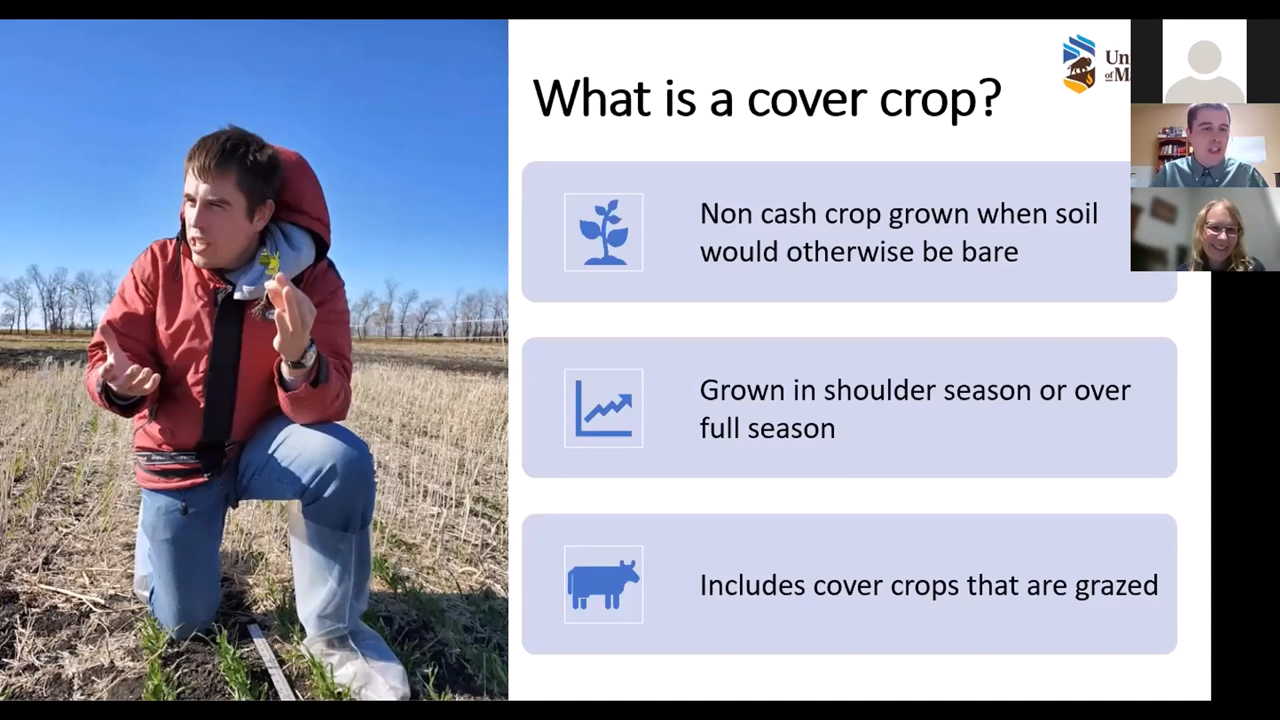 What is a cover crop?
Non cash crop grown when soil
would otherwise be bare
Grown in shoulder season or over
full season
Includes cover crops that are grazed